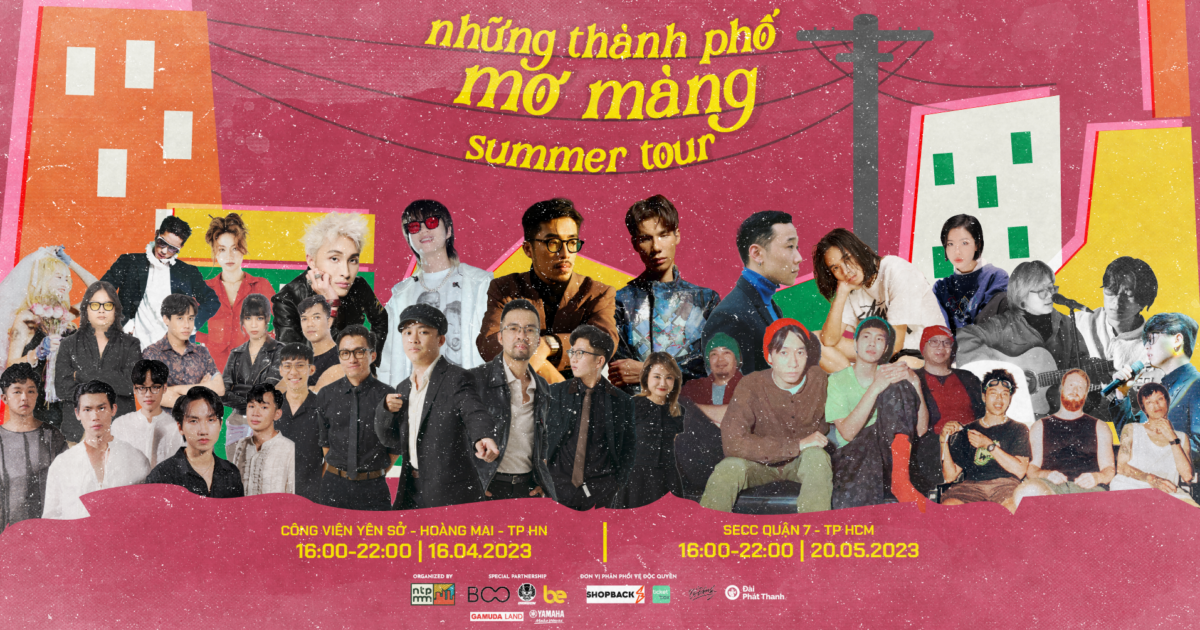 những thành phố
mơ màng
summer tour
CÔNG VIÊN YÊN SỞ - HOÀNG MAI - TP HN
16:00-22:00 | 16.04.2023
SECC QUẬN 7 - TP HCM
16:00-22:00 | 20.05.2023
ORGANIZED BY
SPECIAL PARTNERSHIP
ĐƠN VỊ PHÂN PHỐI VÉ ĐỘC QUYỀN
ntp
mm
BOO
be
SHOPBACK
Đài
Phát Thanh
GAMUDA LAND
YAMAHA